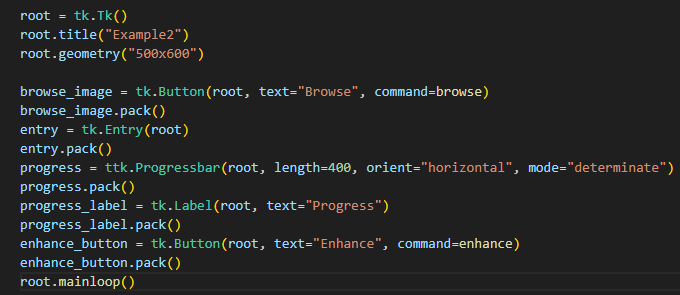 root = tk.Tk()
root.title("Example2")
root.geometry("500x600")

browse_image = tk.Button(root, text="Browse", command=browse)
browse_image.pack()
entry = tk.Entry(root)
entry.pack()
progress = ttk.Progressbar(root, length=400, orient="horizontal", mode="determinate")
progress.pack()
progress_label = tk.Label(root, text="Progress")
progress_label.pack()
enhance_button = tk.Button(root, text="Enhance", command=enhance)
enhance_button.pack()
root.mainloop()